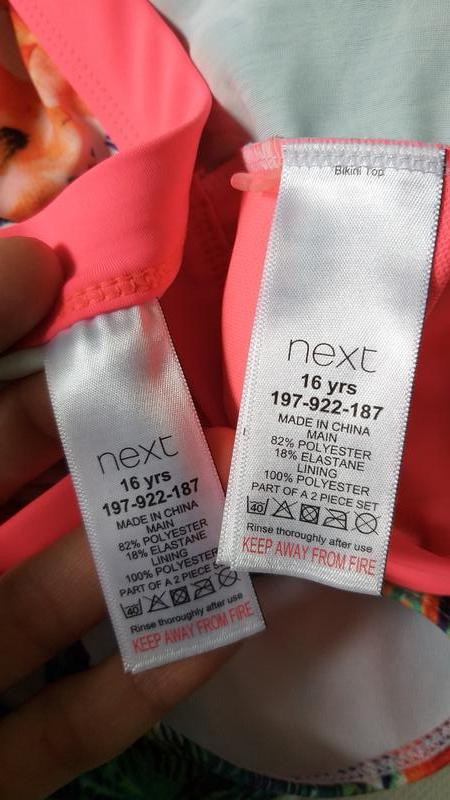 next
16 yrs
197-922-187
MADE IN CHINA
MAIN
82% POLYESTER
18% ELASTANE
LINING
100% POLYESTER
PART OF A 2 PIECE SET
40
Rinse thoroughly after use
KEEP AWAY FROM FIRE
Bikini Top
next
16 yrs
197-922-187
MADE IN CHINA
MAIN
82% POLYESTER
18% ELASTANE
LINING
100% POLYESTER
PART OF A 2 PIECE SET
40
Rinse thoroughly after use
KEEP AWAY FROM FIRE